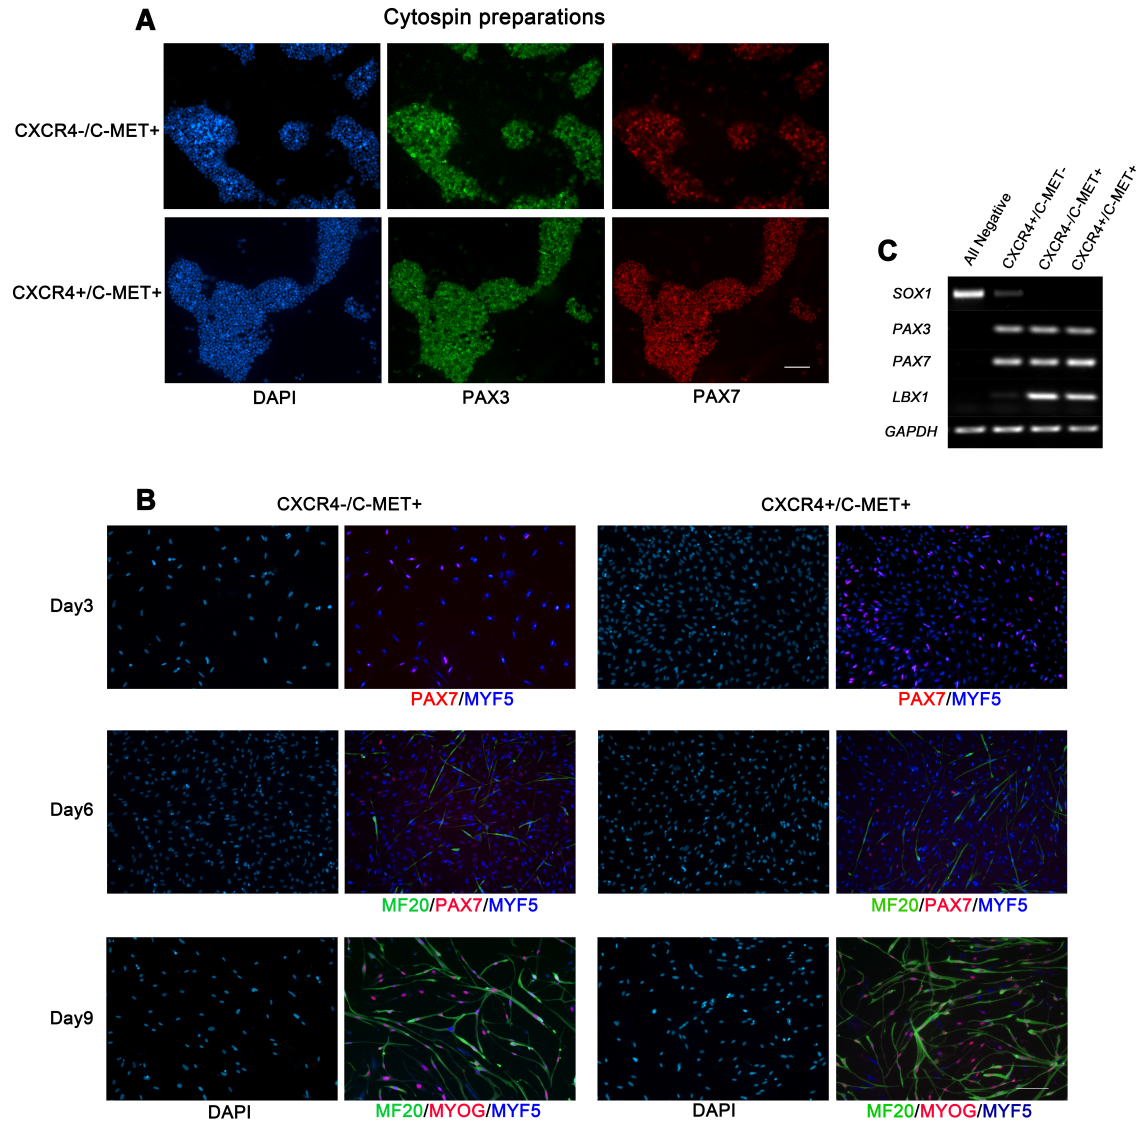 A
Cytospin preparations
CXCR4-/C-MET+
CXCR4+/C-MET+
DAPI
PAX3
PAX7
C
All Negative
CXCR4+/C-MET-
CXCR4-/C-MET+
CXCR4+/C-MET+
SOX1
PAX3
PAX7
LBX1
GAPDH
B
CXCR4-/C-MET+
CXCR4+/C-MET+
Day3
PAX7/MYF5
PAX7/MYF5
Day6
MF20/PAX7/MYF5
MF20/PAX7/MYF5
Day9
DAPI
MF20/MYOG/MYF5
DAPI
MF20/MYOG/MYF5